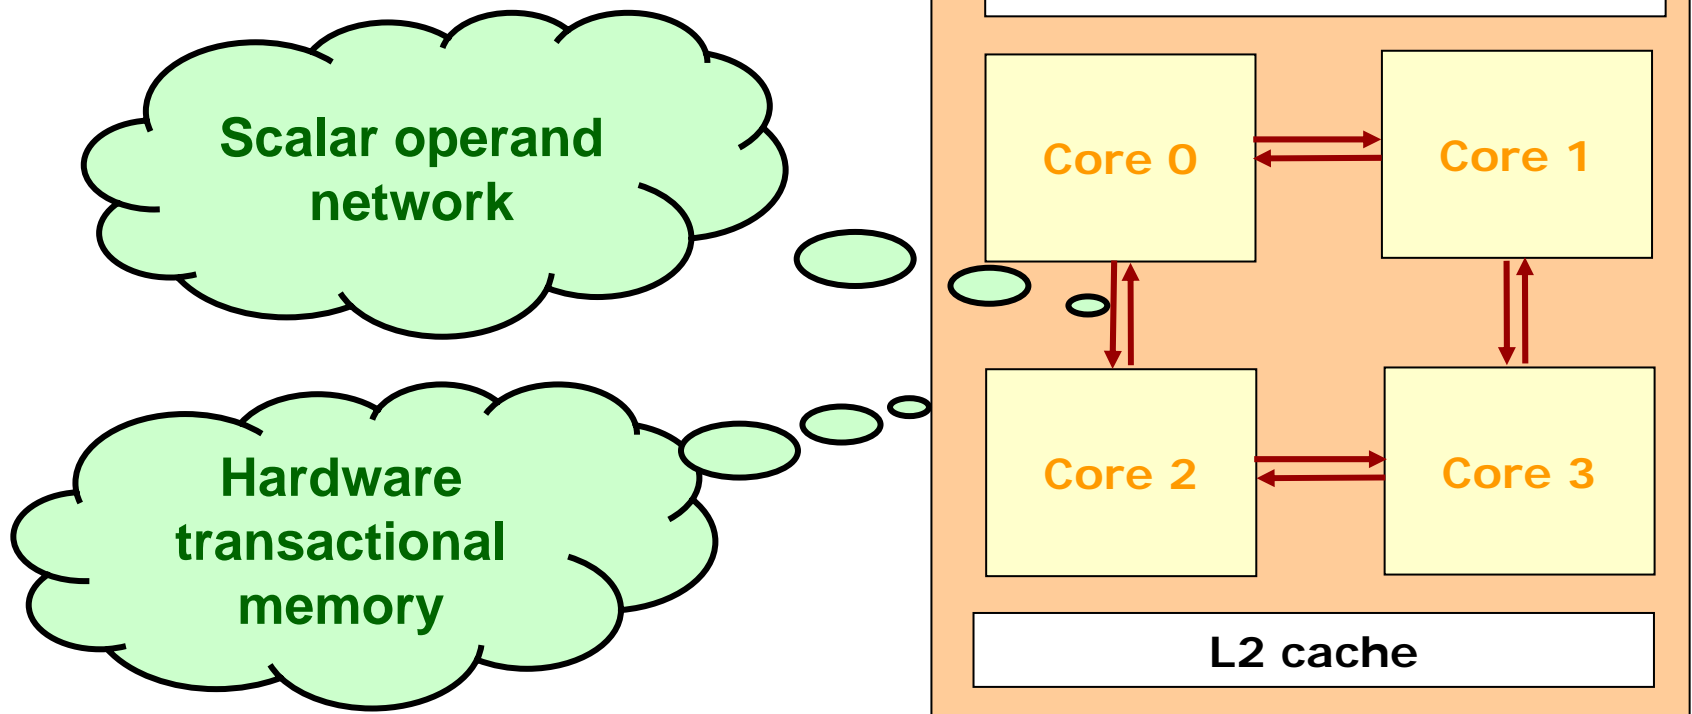 Scalar operand
network
Core 0
Core 1
Hardware
transactional
memory
Core 2
Core 3
L2 cache